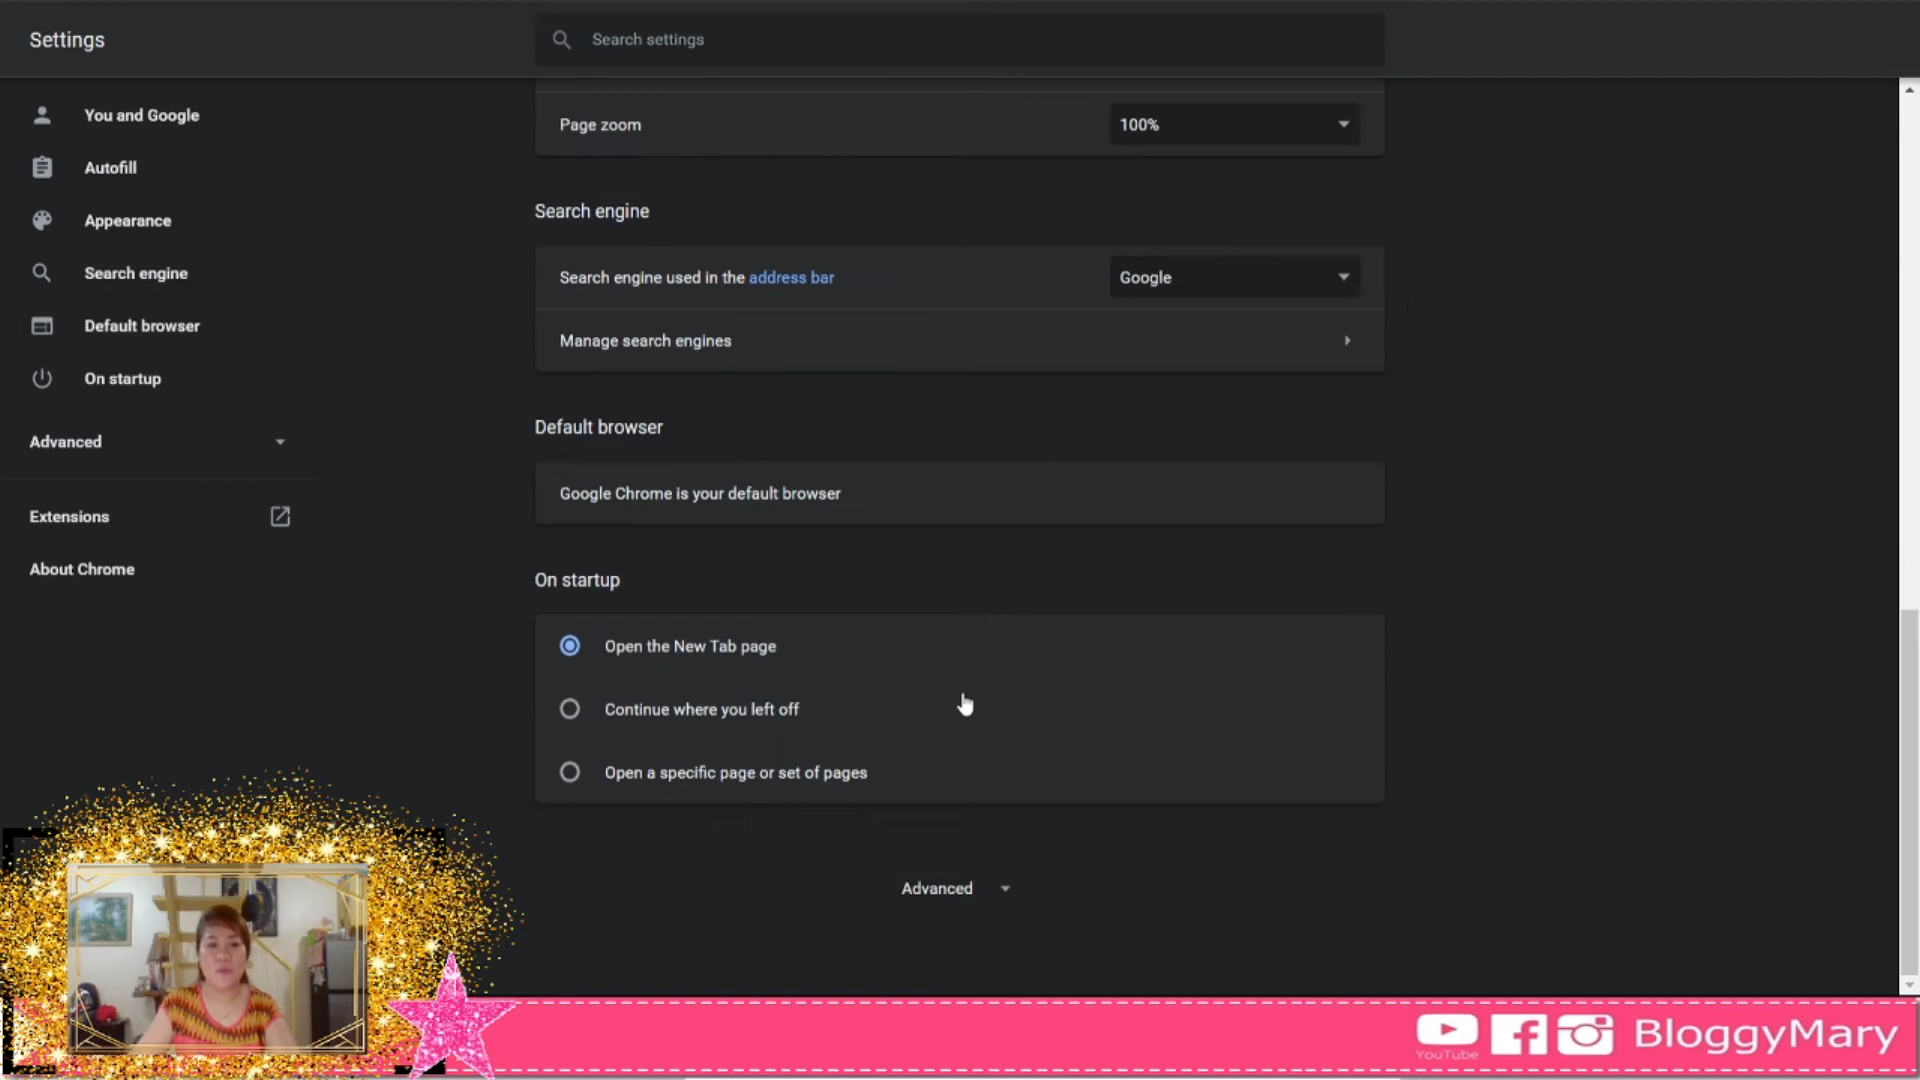 Settings
Search settings
You and Google
Autofill
Appearance
Search engine
Default browser
On startup
Advanced
Extensions
About Chrome
Page zoom
100%
Search engine
Search engine used in the address bar
Google
Manage search engines
Default browser
Google Chrome is your default browser
On startup
Open the New Tab page
Continue where you left off
Open a specific page or set of pages
Advanced
YouTube
BloggyMary